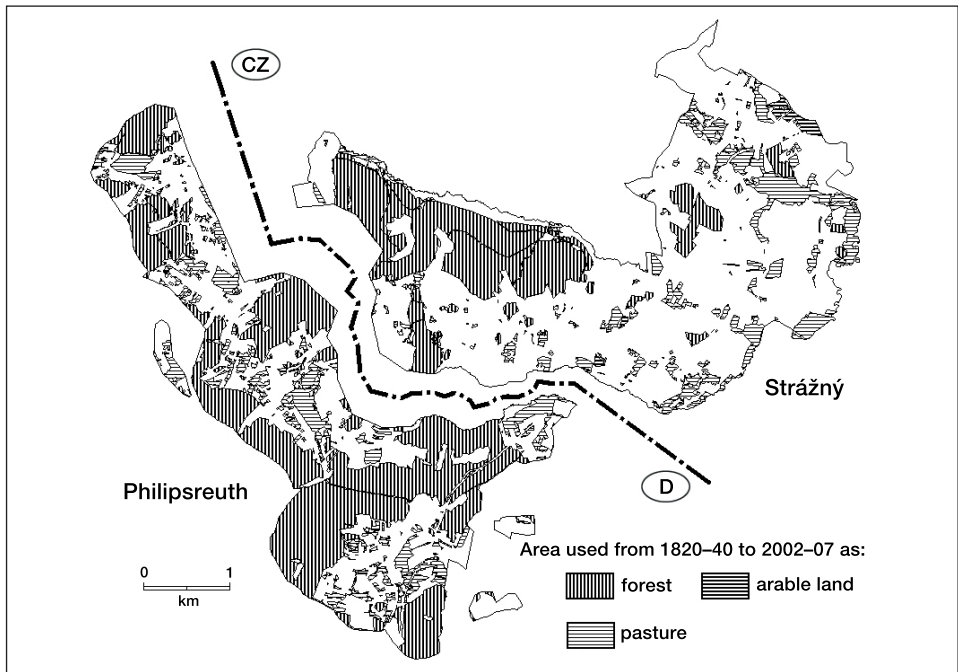 CZ
Strážný
D
Philipsreuth
0 1
km
Area used from 1820–40 to 2002–07 as:
forest arable land
pasture